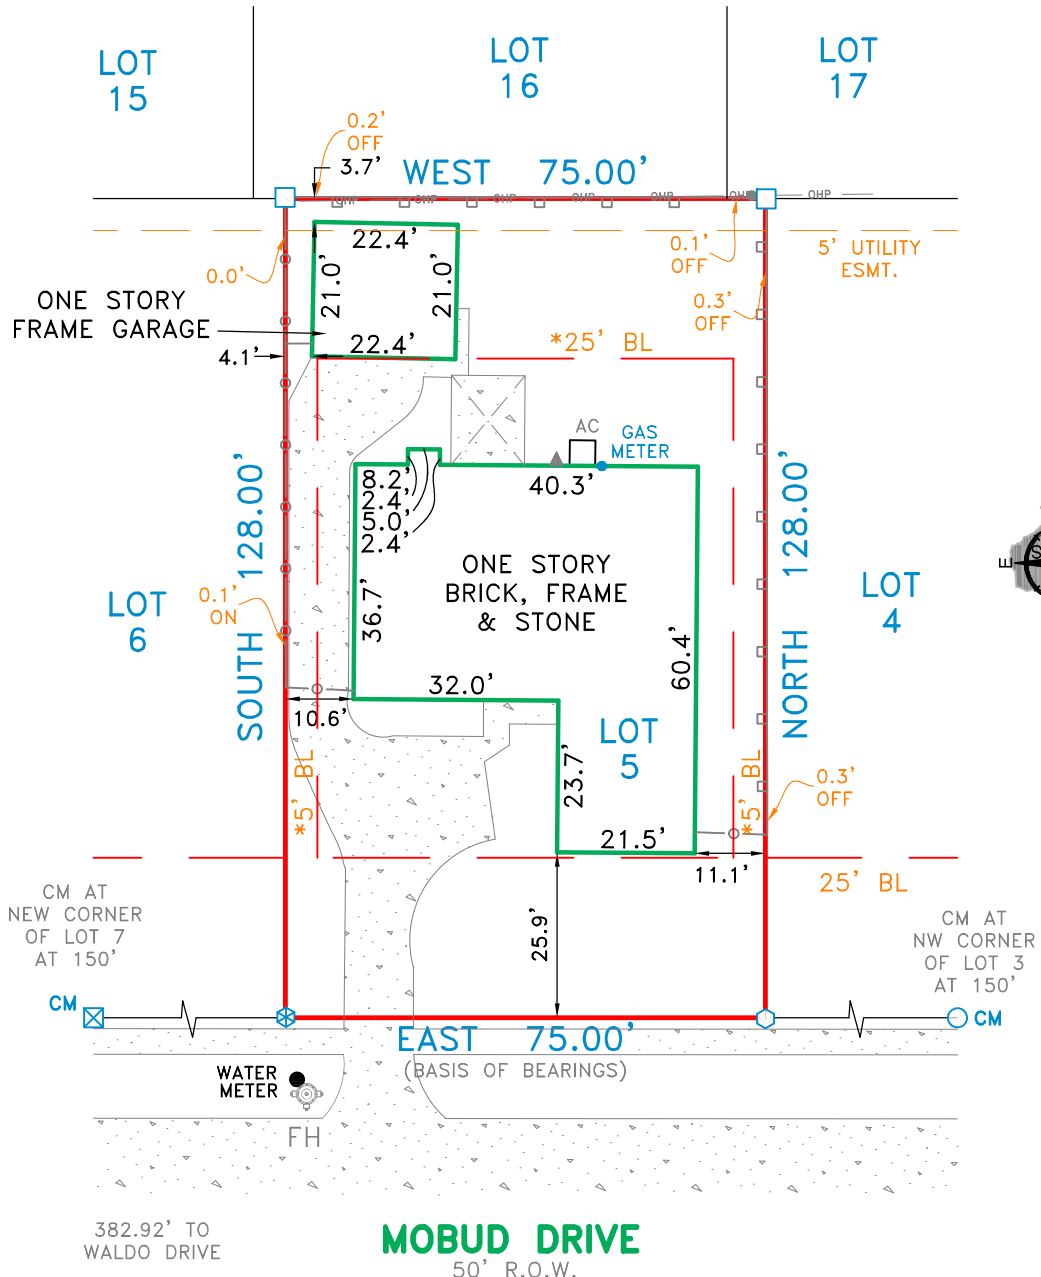 LOT
15
LOT
16
LOT
17
0.2'
OFF
3.7'
WEST 75.00'
OHP
OHP
OHP
OHP
OHP
OHP
OHP
22.4'
21.0'
21.0'
22.4'
0.0'
0.1'
OFF
5' UTILITY
ESMT.
0.3'
OFF
ONE STORY
FRAME GARAGE
4.1'
*25' BL
AC
GAS
METER
8.2'
2.4'
5.0'
2.4'
40.3'
SOUTH 128.00'
NORTH 128.00'
ONE STORY
BRICK, FRAME
& STONE
36.7'
60.4'
E
S
LOT
6
0.1'
ON
LOT
4
32.0'
10.6'
LOT
5
23.7'
*5' BL
*5' BL
0.3'
OFF
21.5'
11.1'
25' BL
25.9'
CM AT
NEW CORNER
OF LOT 7
AT 150'
CM AT
NW CORNER
OF LOT 3
AT 150'
CM
CM
EAST 75.00'
(BASIS OF BEARINGS)
WATER
METER
FH
382.92' TO
WALDO DRIVE
MOBUD DRIVE
50' R.O.W.